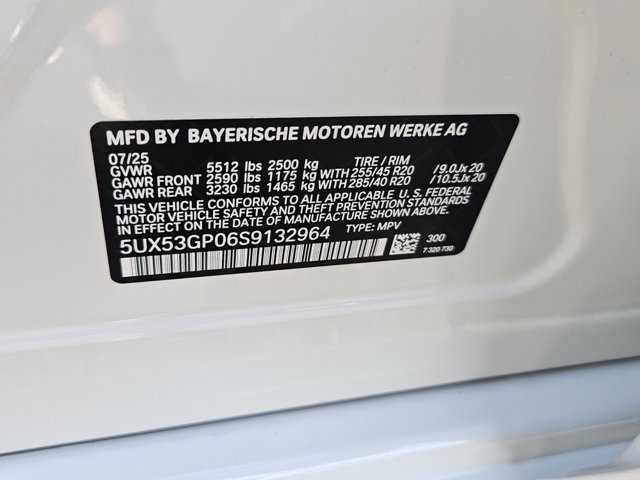 MFD BY BAYERISCHE MOTOREN WERKE AG
07/25
GVWR 5512 lbs 2500 kg TIRE / RIM
GAWR FRONT 2590 lbs 1175 kg WITH 255/45 R20 /9.0Jx20
GAWR REAR 3230 lbs 1465 kg WITH 285/40 R20 /10.5Jx20
THIS VEHICLE CONFORMS TO ALL APPLICABLE U.S. FEDERAL
MOTOR VEHICLE SAFETY, BUMPER, AND THEFT PREVENTION STANDARDS
IN EFFECT ON THE DATE OF MANUFACTURE SHOWN ABOVE.
5UX53GP06S9132964 TYPE: MPV
300
7 320 730